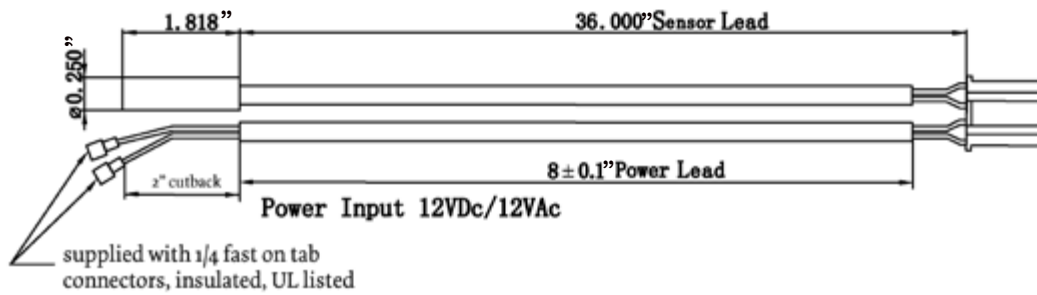 1.818” 36.000”Sensor Lead
ø0.250”
8±0.1”Power Lead
2" cutback
Power Input 12VDc/12VAc
supplied with 1/4 fast on tab
connectors, insulated, UL listed